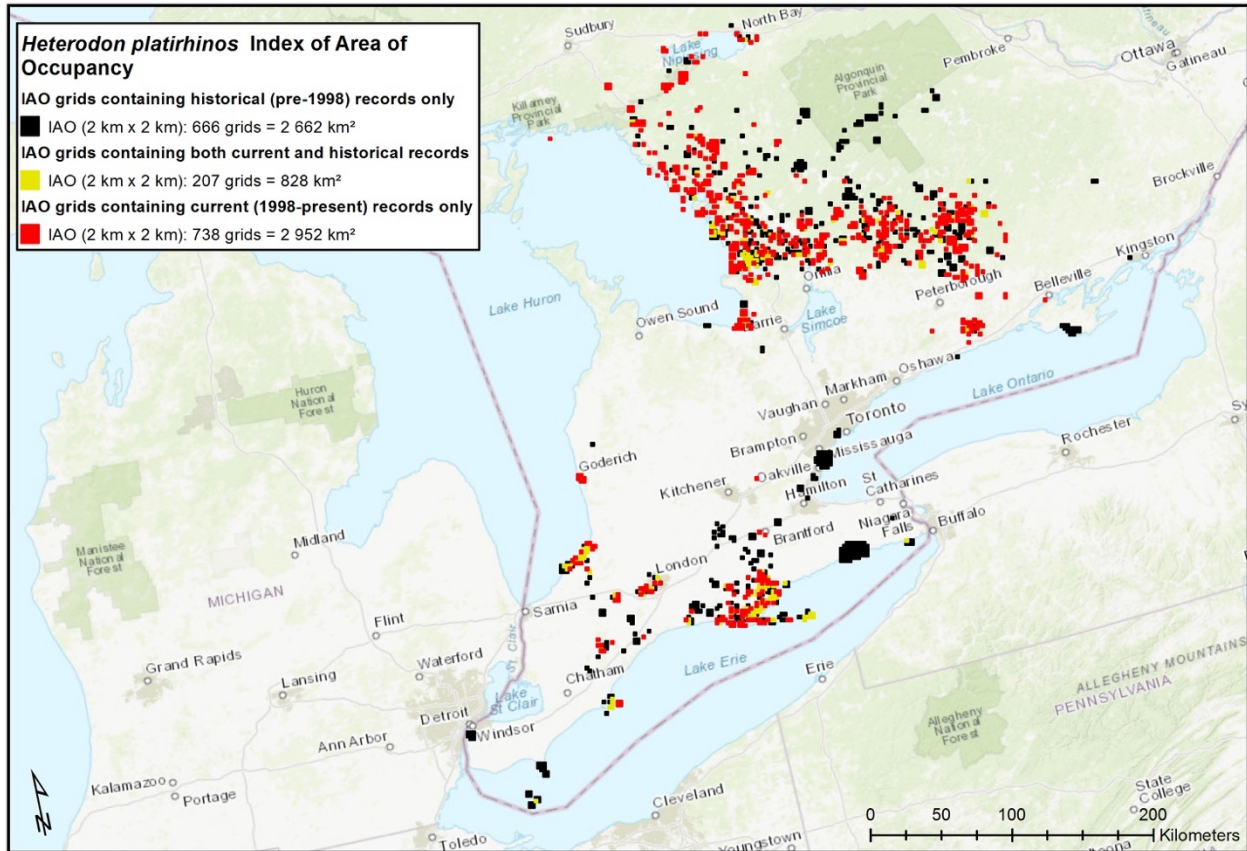 Heterodon platirhinos Index of Area of
Occupancy
IAO grids containing historical (pre-1998) records only
IAO (2 km x 2 km): 666 grids = 2 662 km²
IAO grids containing both current and historical records
IAO (2 km x 2 km): 207 grids = 828 km²
IAO grids containing current (1998-present) records only
IAO (2 km x 2 km): 738 grids = 2 952 km²
Sudbury
North Bay
Lake
Nipissing
Pembroke
Ottawa
Gatineau
Killarney
Provincial
Park
Algonquin
Provincial
Park
Brockville
Kingston
Belleville
Peterborough
Orillia
Lake Huron
Owen Sound
Barrie
Lake
Simcoe
Oshawa
Markham
Vaughan
Toronto
Lake Ontario
Brampton
Mississauga
Rochester
Huron
National
Forest
Goderich
Kitchener
Oakville
Hamilton
St
Catharines
Niagara
Falls
Buffalo
Brantford
Manistee
National
Forest
Midland
London
MICHIGAN
Sarnia
Flint
St. Clair
Grand Rapids
Waterford
Chatham
Lake Erie
Erie
ALLEGHENY MOUNTAINS
PENNSYLVANIA
Lansing
Lake
St Clair
Detroit
Windsor
Allegheny
National
Forest
Ann Arbor
Kalamazoo
Portage
Cleveland
State
College
Toledo
Youngstown
N
0 50 100 200
Kilometers